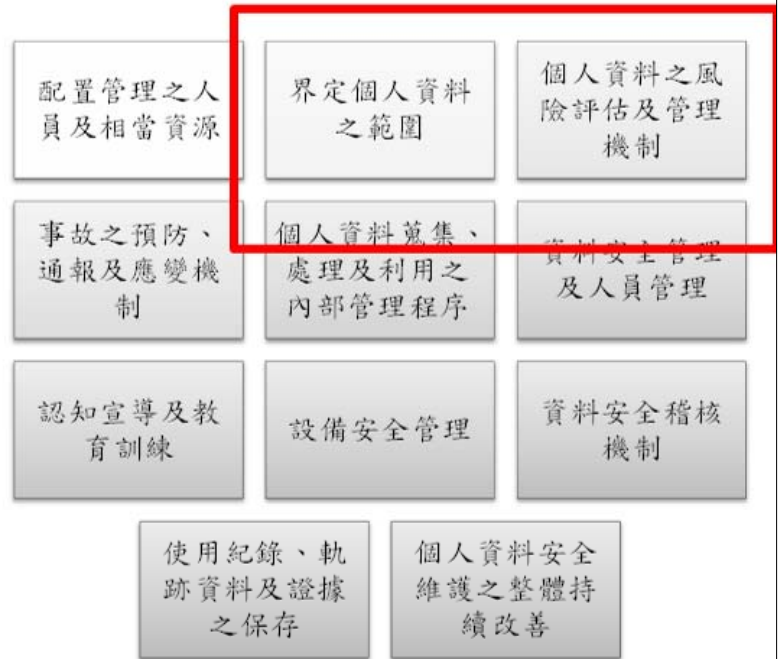 配置管理之人
員及相當資源
界定個人資料
之範圍
個人資料之風
險評估及管理
機制
事故之預防、
通報及應變機
制
個人資料蒐集、
處理及利用之
內部管理程序
資料安全管理
及人員管理
認知宣導及教
育訓練
設備安全管理
資料安全稽核
機制
使用紀錄、軌
跡資料及證據
之保存
個人資料安全
維護之整體持
續改善